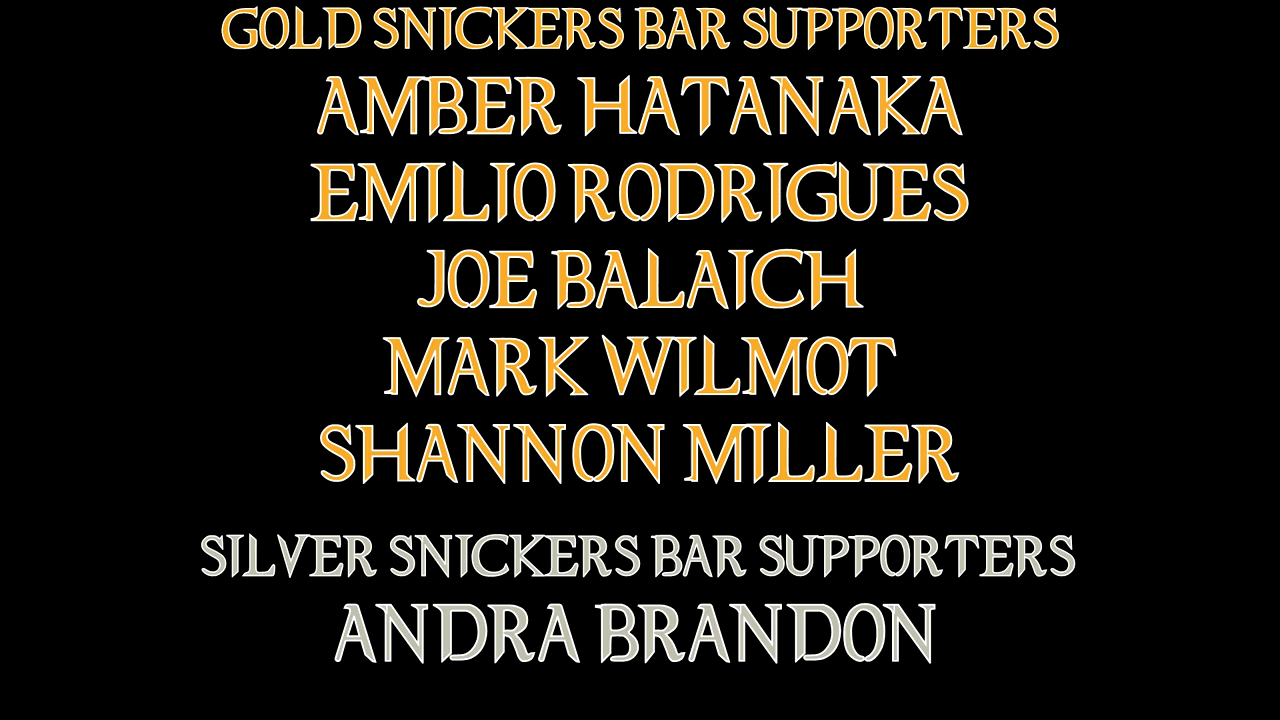 GOLD SNICKERS BAR SUPPORTERS
AMBER HATANAKA
EMILIO RODRIGUES
JOE BALAICH
MARK WILMOT
SHANNON MILLER
SILVER SNICKERS BAR SUPPORTERS
ANDRA BRANDON